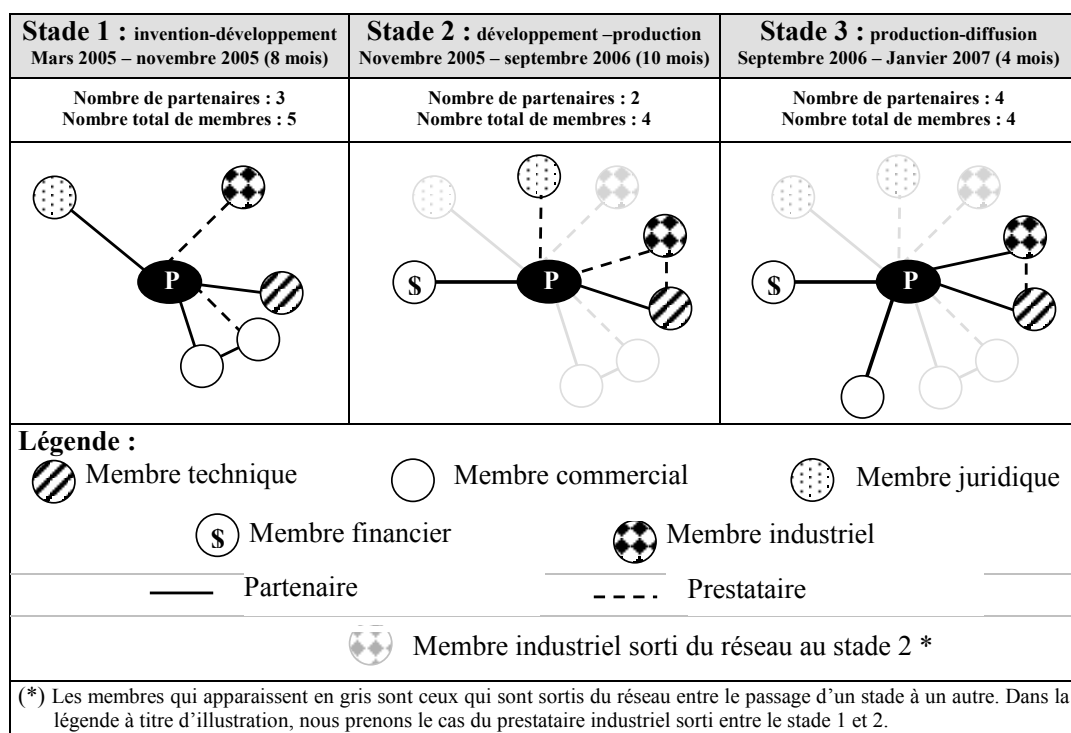 Stade 1 : invention-développement
Mars 2005 – novembre 2005 (8 mois)
Stade 2 : développement –production
Novembre 2005 – septembre 2006 (10 mois)
Stade 3 : production-diffusion
Septembre 2006 – Janvier 2007 (4 mois)
Nombre de partenaires : 3
Nombre total de membres : 5
Nombre de partenaires : 2
Nombre total de membres : 4
Nombre de partenaires : 4
Nombre total de membres : 4
P
$
P
$
P
Légende :
Membre technique
Membre commercial
Membre juridique
$ Membre financier
Membre industriel
Partenaire
Prestataire
Membre industriel sorti du réseau au stade 2 *
(*) Les membres qui apparaissent en gris sont ceux qui sont sortis du réseau entre le passage d’un stade à un autre. Dans la
légende à titre d’illustration, nous prenons le cas du prestataire industriel sorti entre le stade 1 et 2.